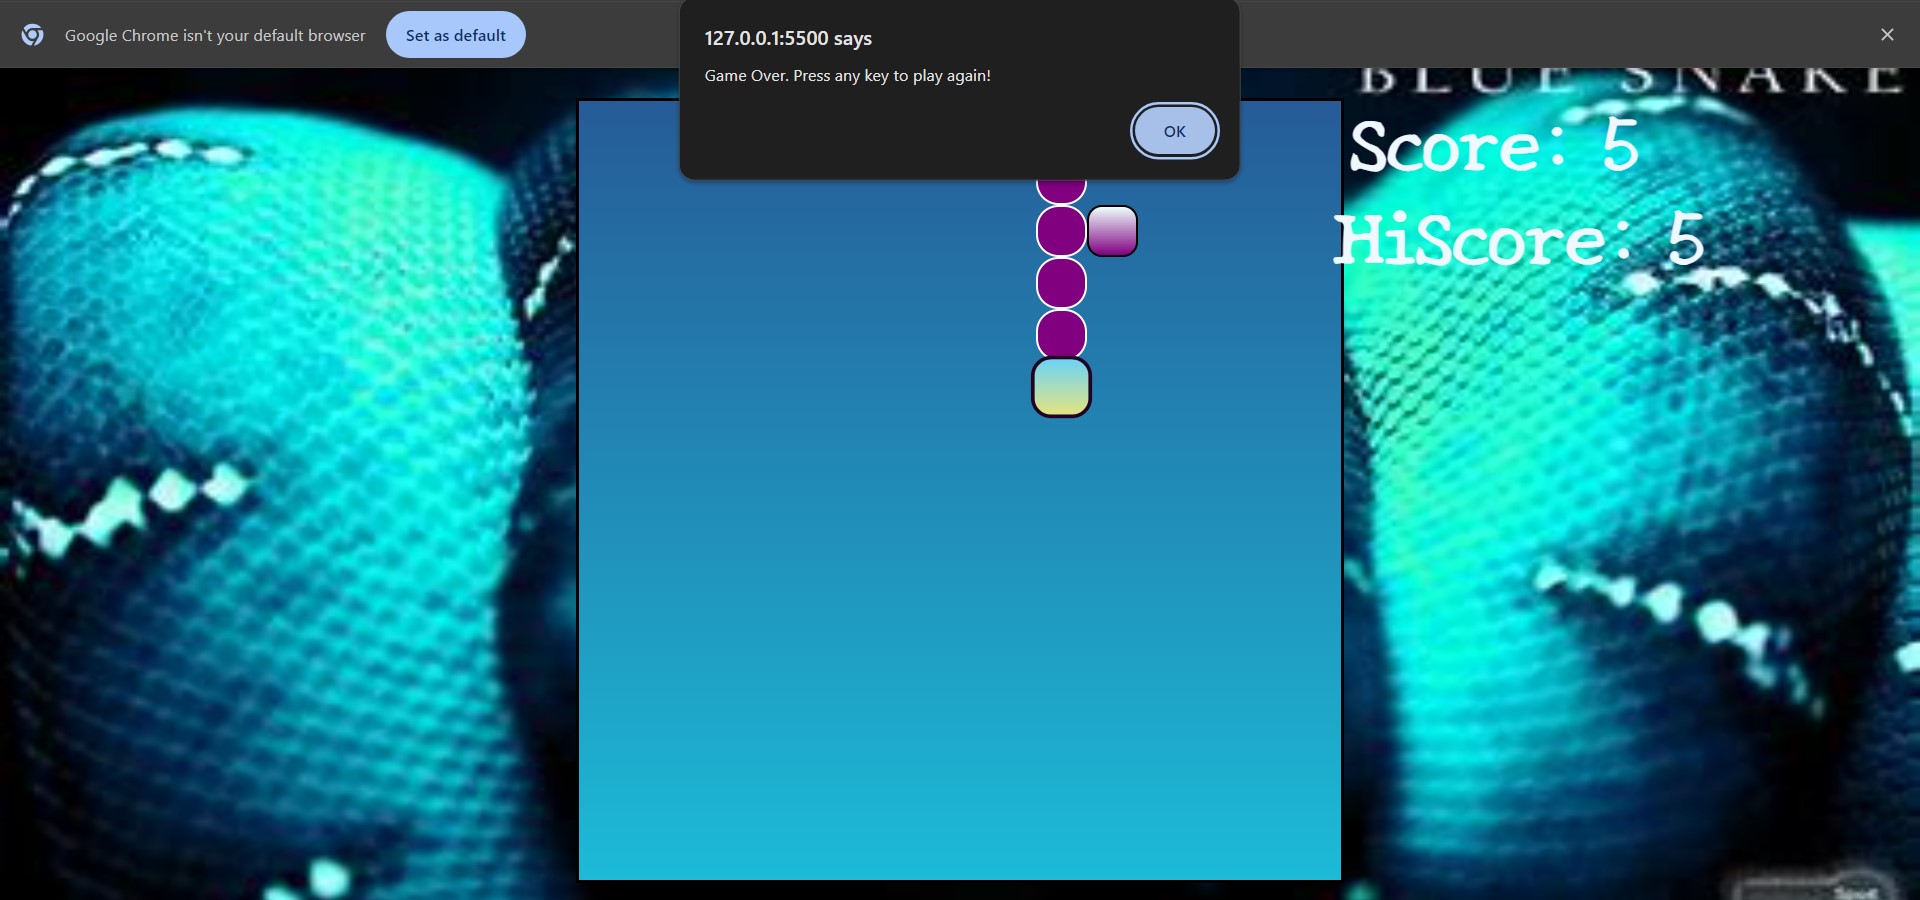 Google Chrome isn't your default browser
Set as default
127.0.0.1:5500 says
Game Over. Press any key to play again!
OK
BLUE SNAKE
Score: 5
HiScore: 5